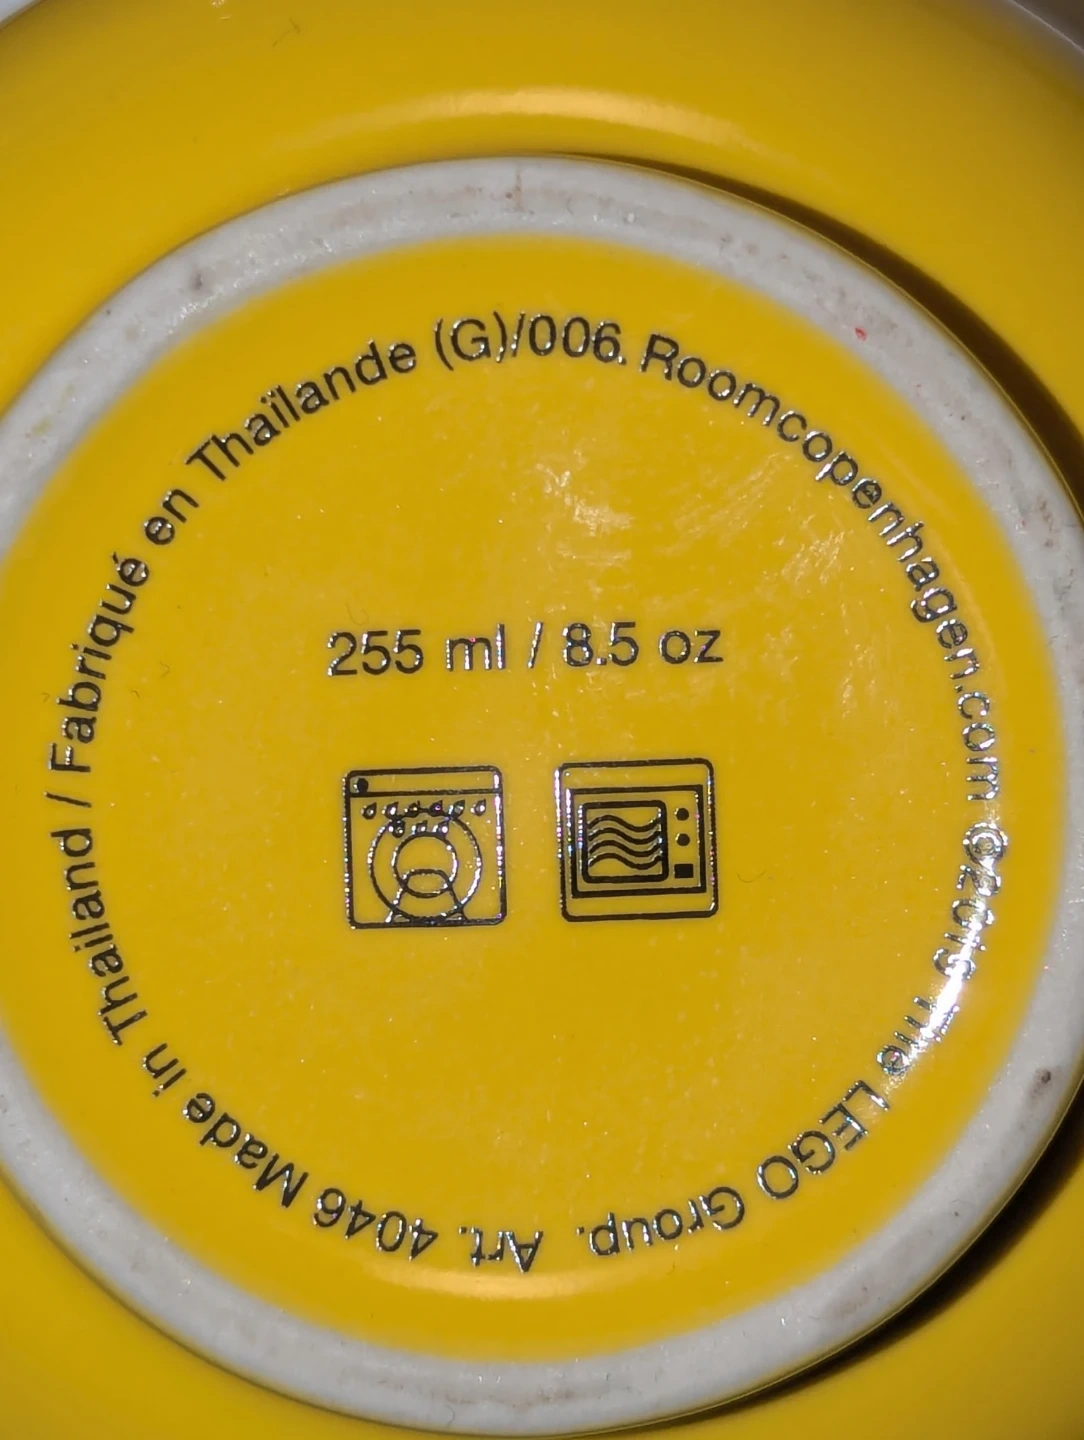 Art. 4046 Made in Thailand / Fabriqué en Thaïlande (G)/006. Roomcopenhagen.com ©2019 The LEGO Group.
255 ml / 8.5 oz